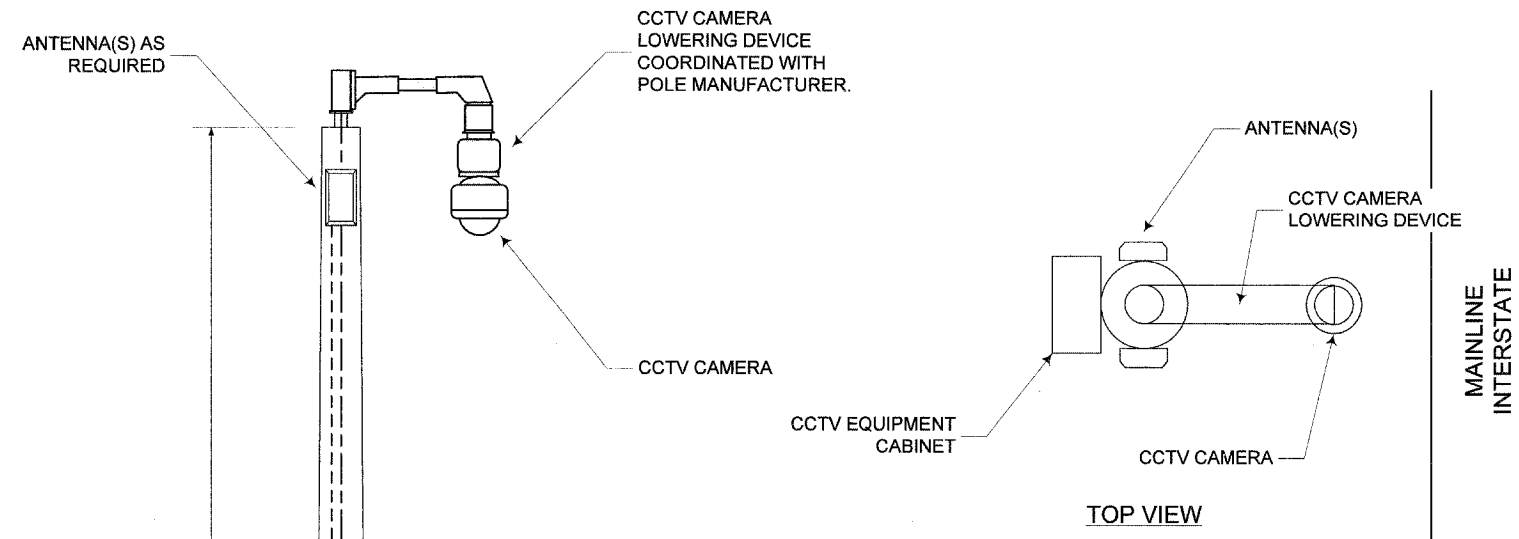 ANTENNA(S) AS
REQUIRED
CCTV CAMERA
LOWERING DEVICE
COORDINATED WITH
POLE MANUFACTURER.
CCTV CAMERA
ANTENNA(S)
CCTV CAMERA
LOWERING DEVICE
CCTV EQUIPMENT
CABINET
CCTV CAMERA
TOP VIEW
MAINLINE
INTERSTATE